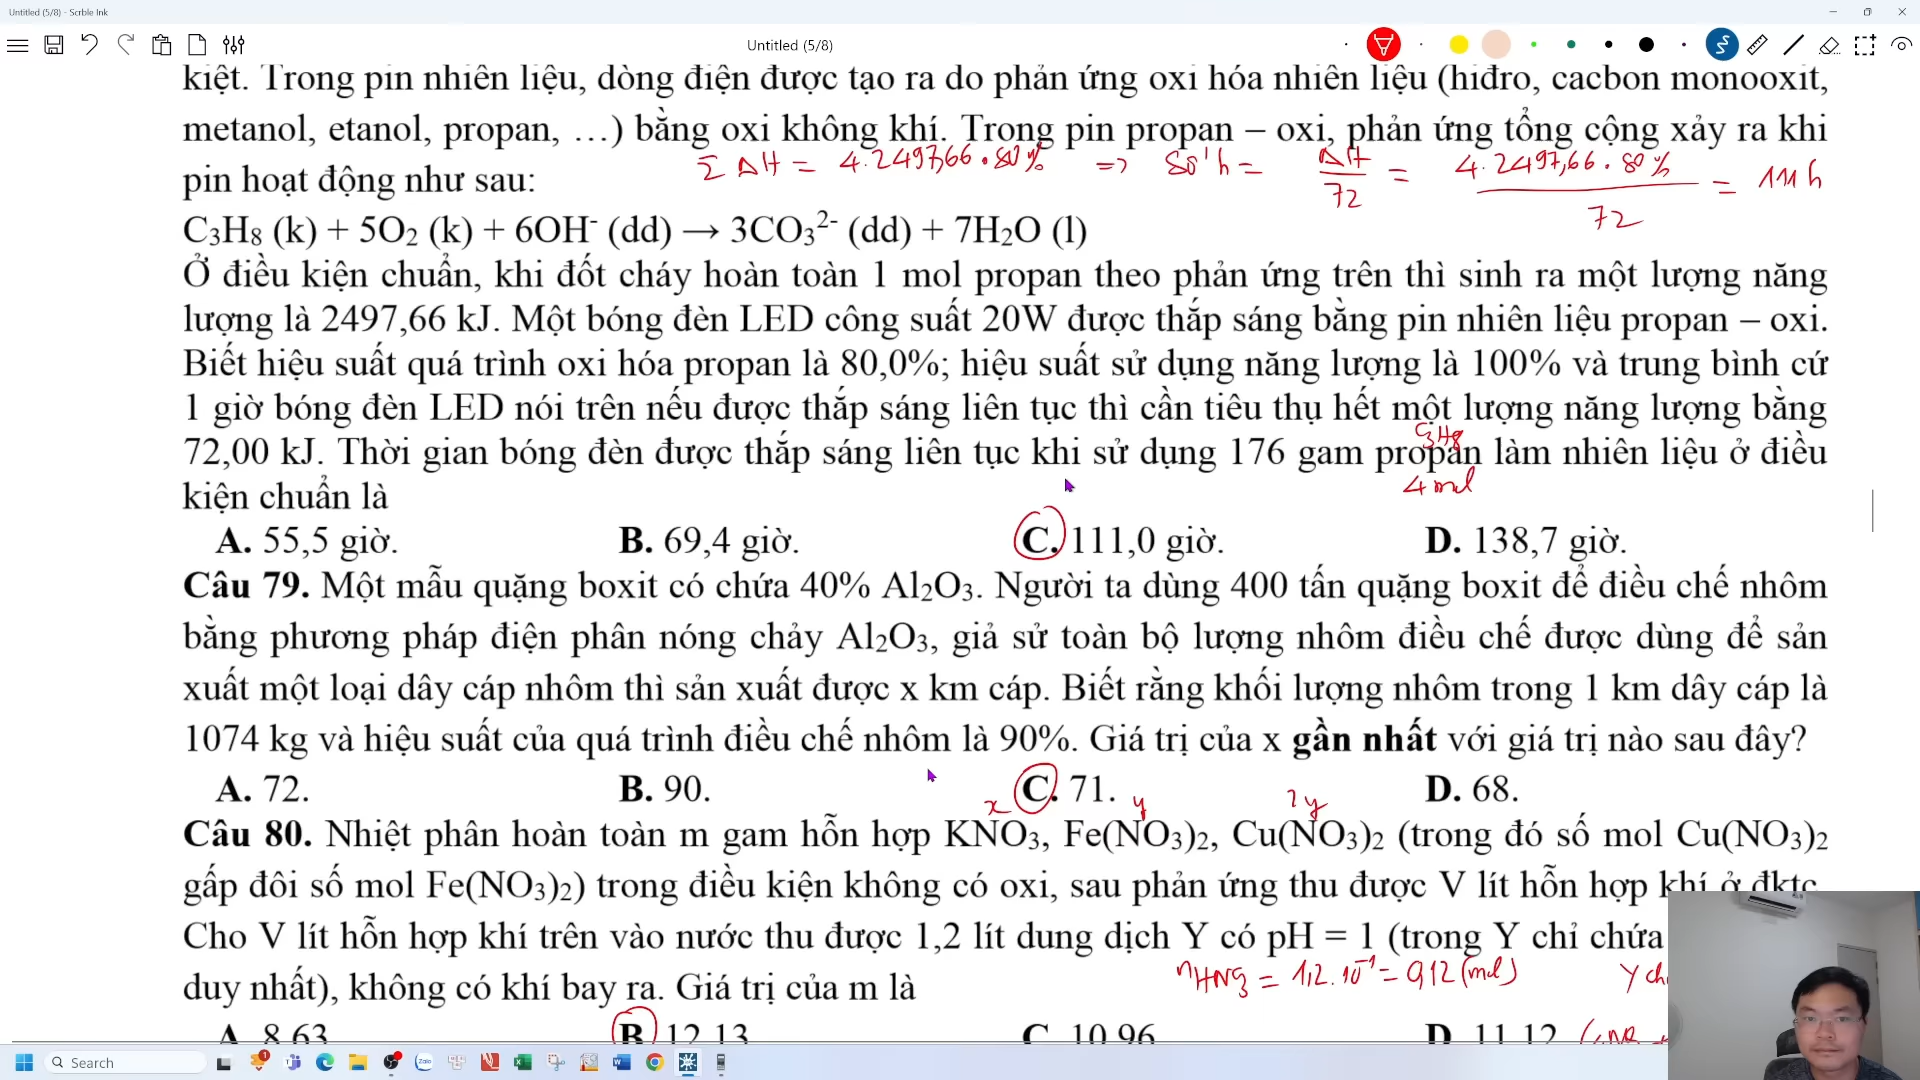 Untitled (5/8) - Scrble Ink
Untitled (5/8)
kiệt. Trong pin nhiên liệu, dòng điện được tạo ra do phản ứng oxi hóa nhiên liệu (hiđro, cacbon monooxit,
metanol, etanol, propan, …) bằng oxi không khí. Trong pin propan – oxi, phản ứng tổng cộng xảy ra khi
Σ ΔH = 4.2497,66.80% => 80' h = ΔH/72 = 4.2497,66.80%/72 = 111 h
pin hoạt động như sau:
C₃H₈ (k) + 5O₂ (k) + 6OH⁻ (dd) → 3CO₃²⁻ (dd) + 7H₂O (l)
Ở điều kiện chuẩn, khi đốt cháy hoàn toàn 1 mol propan theo phản ứng trên thì sinh ra một lượng năng
lượng là 2497,66 kJ. Một bóng đèn LED công suất 20W được thắp sáng bằng pin nhiên liệu propan – oxi.
Biết hiệu suất quá trình oxi hóa propan là 80,0%; hiệu suất sử dụng năng lượng là 100% và trung bình cứ
1 giờ bóng đèn LED nói trên nếu được thắp sáng liên tục thì cần tiêu thụ hết một lượng năng lượng bằng
C3H8
72,00 kJ. Thời gian bóng đèn được thắp sáng liên tục khi sử dụng 176 gam propan làm nhiên liệu ở điều
4 mol
kiện chuẩn là
A. 55,5 giờ. B. 69,4 giờ. C. 111,0 giờ. D. 138,7 giờ.
Câu 79. Một mẫu quặng boxit có chứa 40% Al₂O₃. Người ta dùng 400 tấn quặng boxit để điều chế nhôm
bằng phương pháp điện phân nóng chảy Al₂O₃, giả sử toàn bộ lượng nhôm điều chế được dùng để sản
xuất một loại dây cáp nhôm thì sản xuất được x km cáp. Biết rằng khối lượng nhôm trong 1 km dây cáp là
1074 kg và hiệu suất của quá trình điều chế nhôm là 90%. Giá trị của x gần nhất với giá trị nào sau đây?
A. 72. B. 90. C. 71. D. 68.
x y 2y
Câu 80. Nhiệt phân hoàn toàn m gam hỗn hợp KNO₃, Fe(NO₃)₂, Cu(NO₃)₂ (trong đó số mol Cu(NO₃)₂
gấp đôi số mol Fe(NO₃)₂) trong điều kiện không có oxi, sau phản ứng thu được V lít hỗn hợp khí ở đktc.
Cho V lít hỗn hợp khí trên vào nước thu được 1,2 lít dung dịch Y có pH = 1 (trong Y chỉ chứa
nHNO3 = 1,2.10⁻¹ = 0,12 (mol) Y ch
duy nhất), không có khí bay ra. Giá trị của m là
A. 8,63 B. 12,13 C. 10,96 D. 11,12
Search